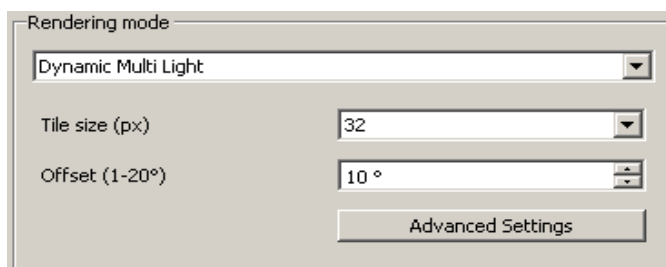 Rendering mode
Dynamic Multi Light
Tile size (px)
32
Offset (1-20°)
10 °
Advanced Settings